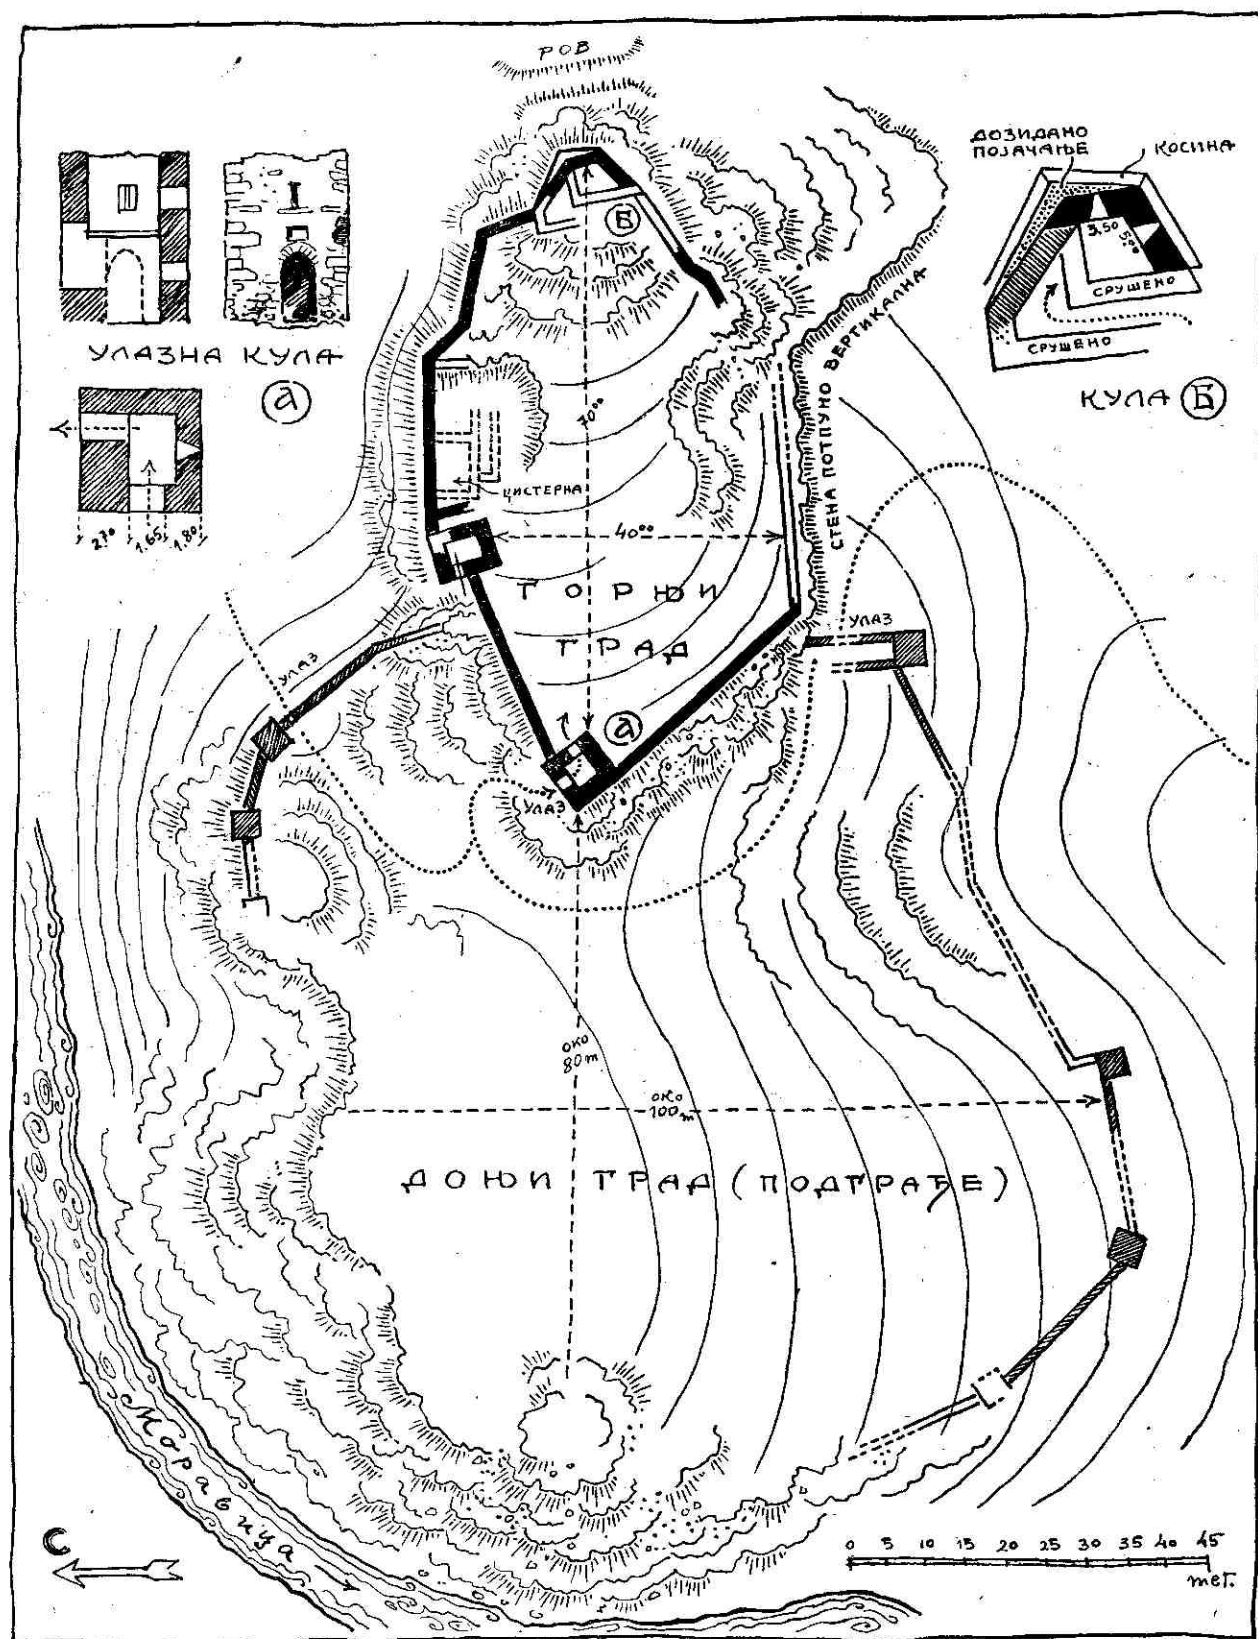 РОВ
ДОЗИДАНО
ПОЈАЧАЊЕ
КОСИНА
3.50
5.00
СРУШЕНО
СРУШЕНО
КУЛА Б
УЛАЗНА КУЛА
А
2.70
1.65
1.80
Б
70.00
СТЕНА ПОТПУНО ВЕРТИКАЛНА
ЦИСТЕРНА
40.00
ГОРЊИ
ГРАД
УЛАЗ
УЛАЗ
А
УЛАЗ
ОКО
80 m
ОКО
100 m
ДОЊИ ГРАД (ПОДГРАЂЕ)
Моравица
С
0 5 10 15 20 25 30 35 40 45
мет.